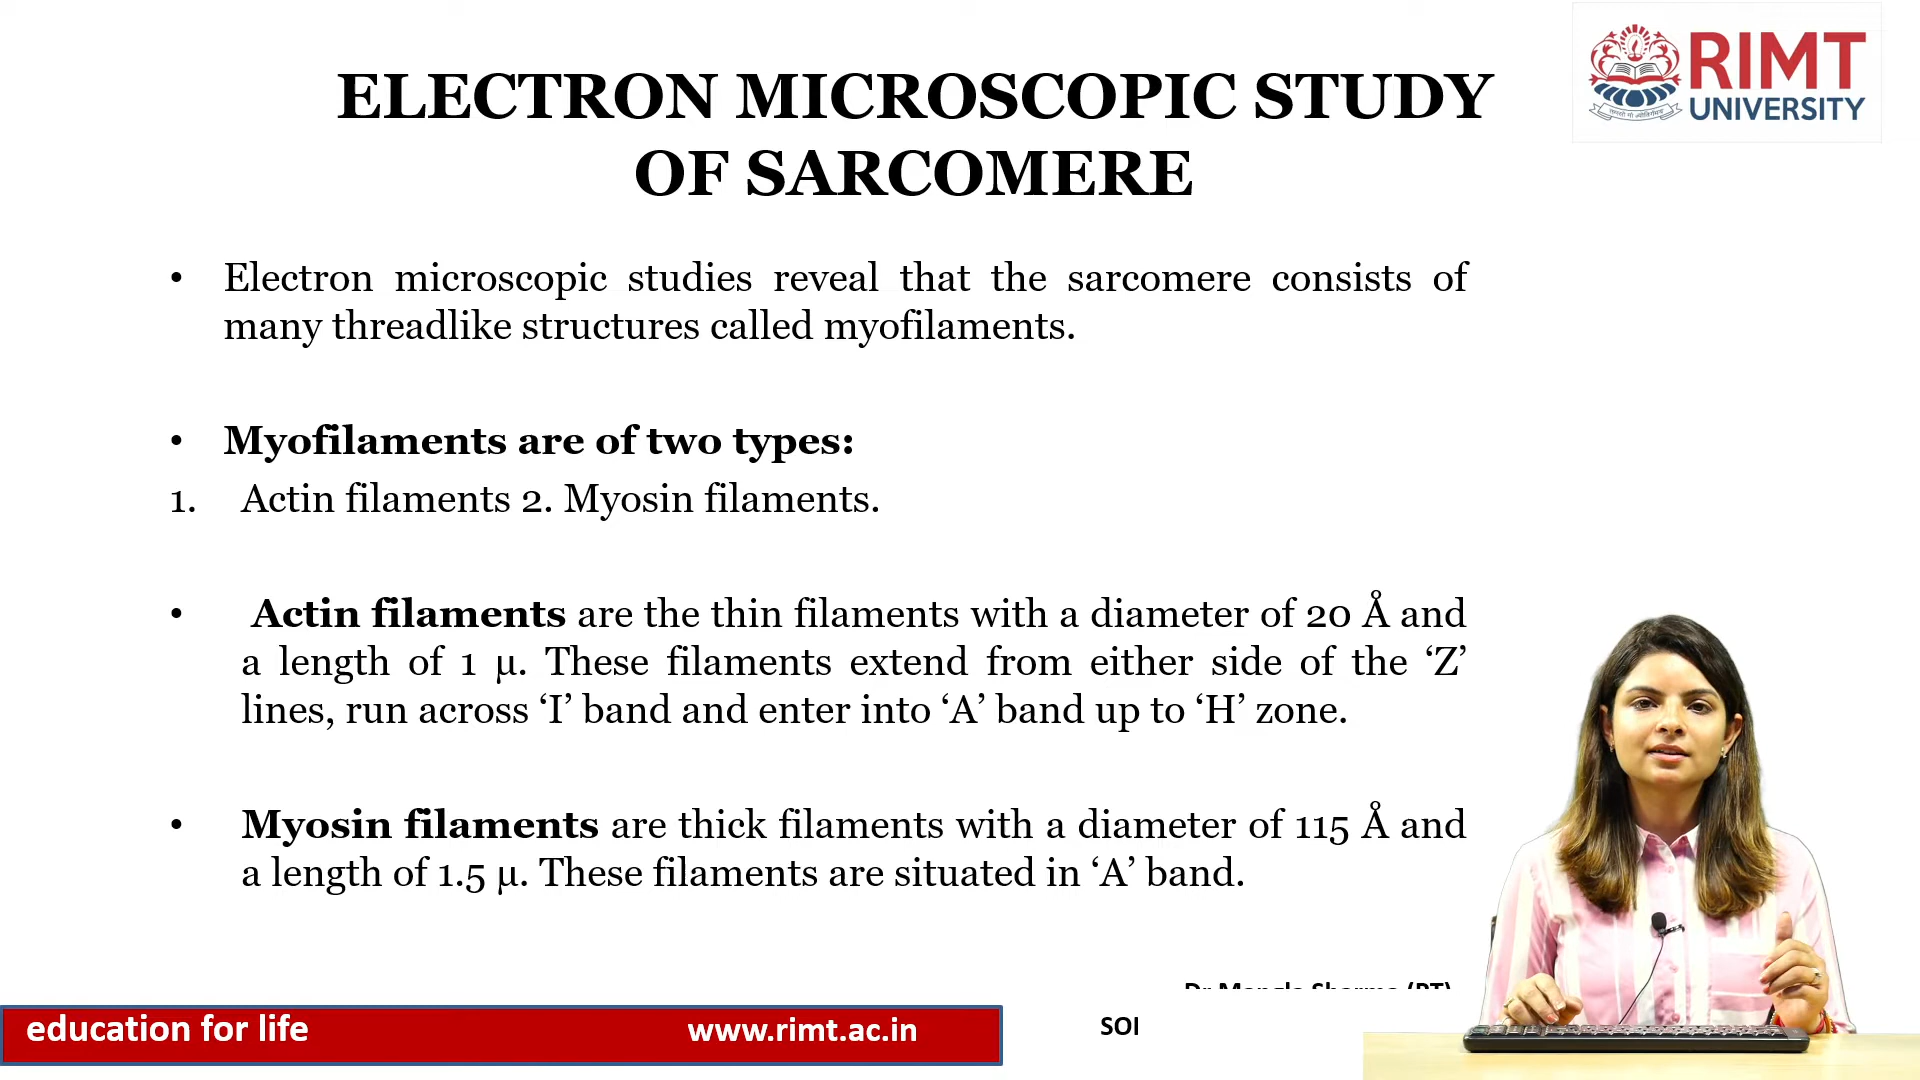 RIMT
UNIVERSITY
ELECTRON MICROSCOPIC STUDY
OF SARCOMERE
• Electron microscopic studies reveal that the sarcomere consists of
many threadlike structures called myofilaments.
• Myofilaments are of two types:
1. Actin filaments 2. Myosin filaments.
• Actin filaments are the thin filaments with a diameter of 20 Å and
a length of 1 µ. These filaments extend from either side of the ‘Z’
lines, run across ‘I’ band and enter into ‘A’ band up to ‘H’ zone.
• Myosin filaments are thick filaments with a diameter of 115 Å and
a length of 1.5 µ. These filaments are situated in ‘A’ band.
Sharma (PT)
education for life www.rimt.ac.in SOI